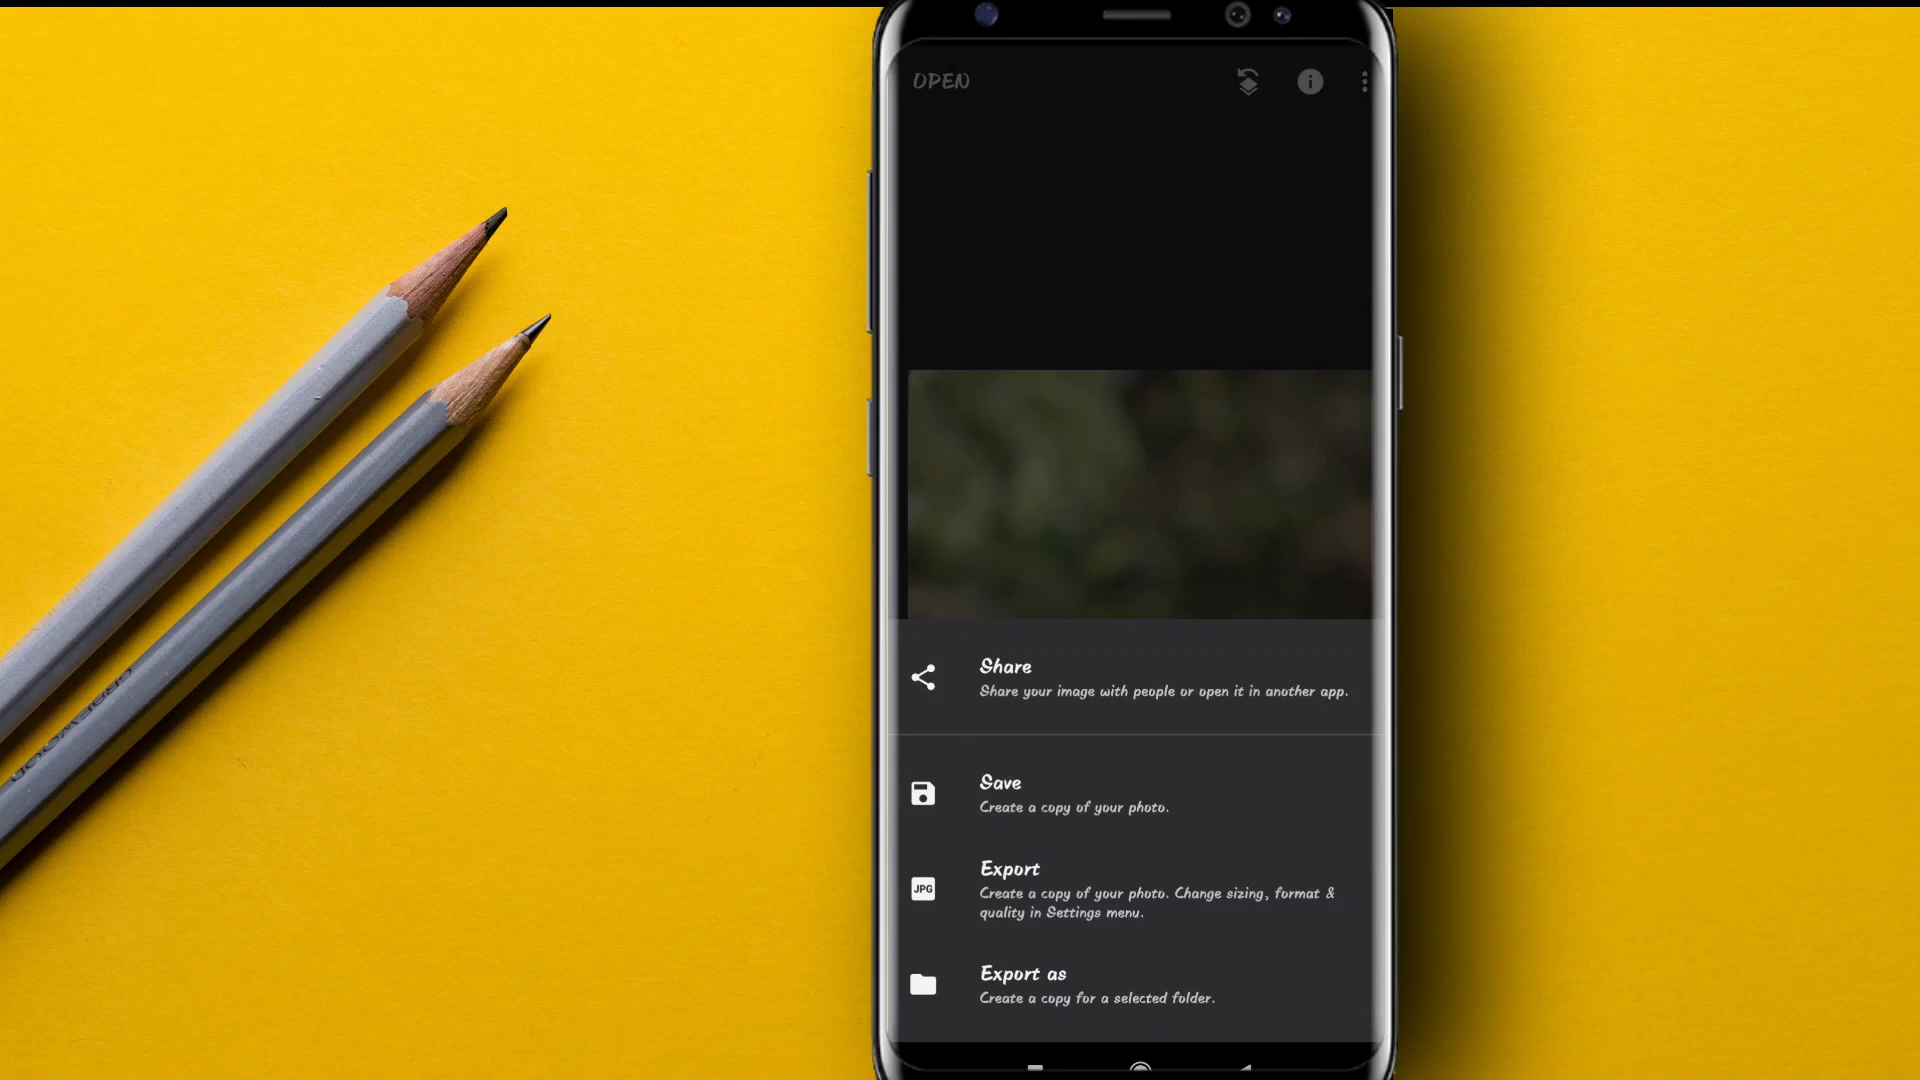 OPEN
Share
Share your image with people or open it in another app.
Save
Create a copy of your photo.
JPG
Export
Create a copy of your photo. Change sizing, format &
quality in Settings menu.
Export as
Create a copy for a selected folder.